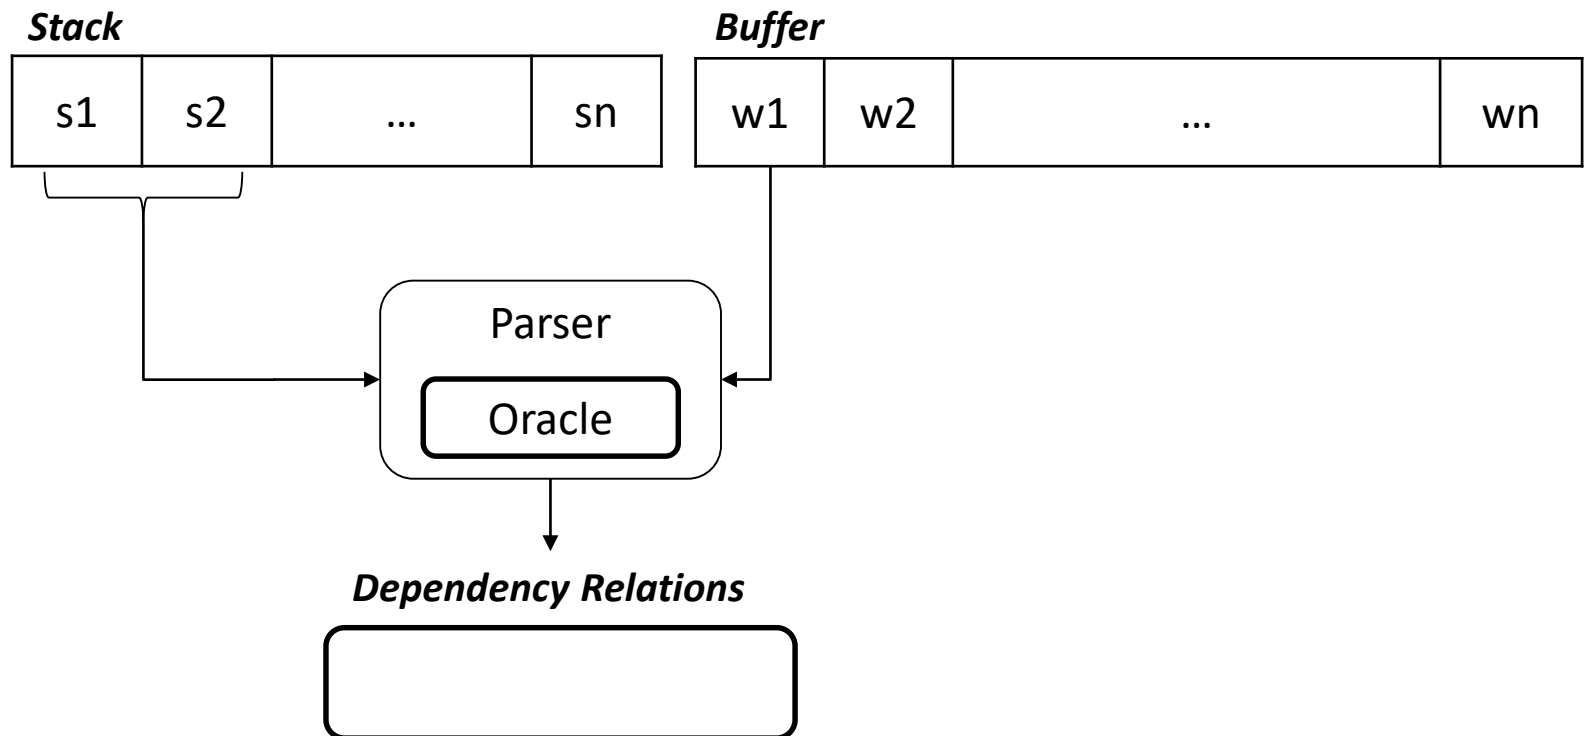 Stack Buffer
s1 s2 ... sn w1 w2 ... wn
Parser
Oracle
Dependency Relations